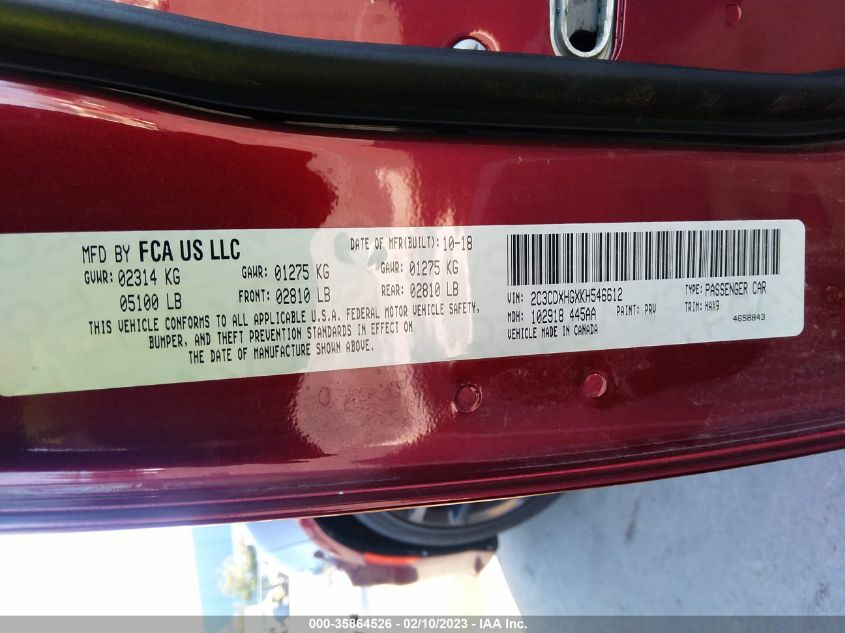 MFD BY FCA US LLC
DATE OF MFR(BUILT): 10-18
GVWR: 02314 KG
GAWR: 01275 KG
GAWR: 01275 KG
05100 LB
FRONT: 02810 LB
REAR: 02810 LB
THIS VEHICLE CONFORMS TO ALL APPLICABLE U.S.A. FEDERAL MOTOR VEHICLE SAFETY,
BUMPER, AND THEFT PREVENTION STANDARDS IN EFFECT ON
THE DATE OF MANUFACTURE SHOWN ABOVE.
VIN: 2C3CDXHGXKH546612
TYPE: PASSENGER CAR
MDH: 102918 445AA
PAINT: PRV
TRIM: HAX9
VEHICLE MADE IN CANADA
4658843
000-35864526 — 02/10/2023 — IAA Inc.